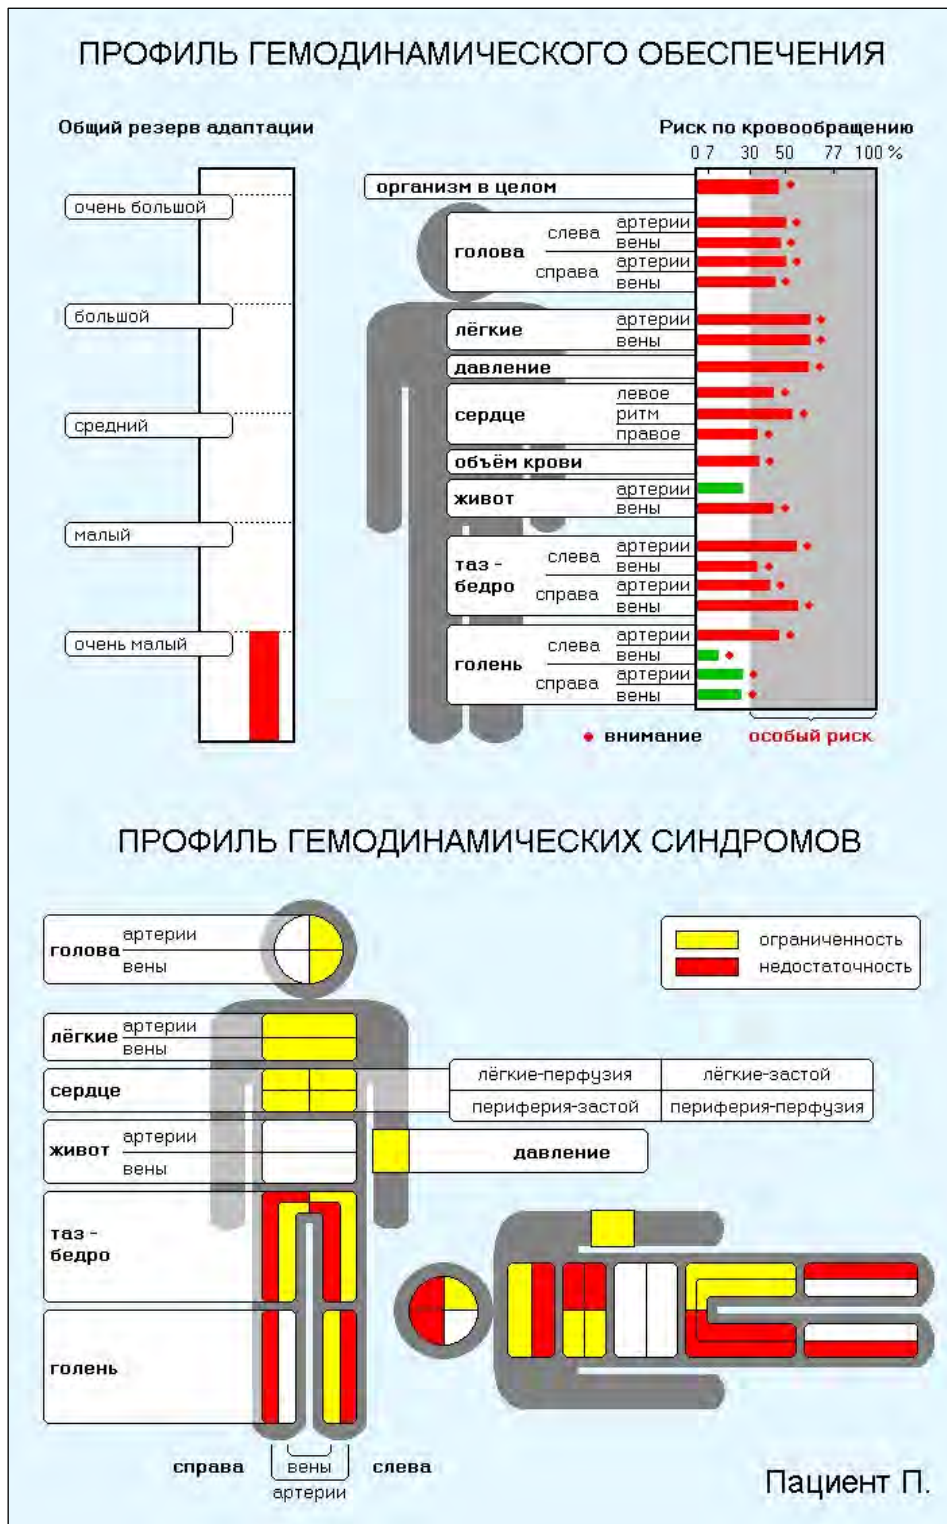 ПРОФИЛЬ ГЕМОДИНАМИЧЕСКОГО ОБЕСПЕЧЕНИЯ
Общий резерв адаптации
очень большой
большой
средний
малый
очень малый
Риск по кровообращению
0 7 30 50 77 100 %
организм в целом
голова
слева
артерии
вены
справа
артерии
вены
лёгкие
артерии
вены
давление
сердце
левое
ритм
правое
объём крови
живот
артерии
вены
таз -
бедро
слева
артерии
вены
справа
артерии
вены
голень
слева
артерии
вены
справа
артерии
вены
внимание
особый риск
ПРОФИЛЬ ГЕМОДИНАМИЧЕСКИХ СИНДРОМОВ
голова
артерии
вены
ограниченность
недостаточность
лёгкие
артерии
вены
сердце
лёгкие-перфузия
лёгкие-застой
периферия-застой
периферия-перфузия
живот
артерии
вены
давление
таз -
бедро
голень
справа
вены
слева
артерии
Пациент П.